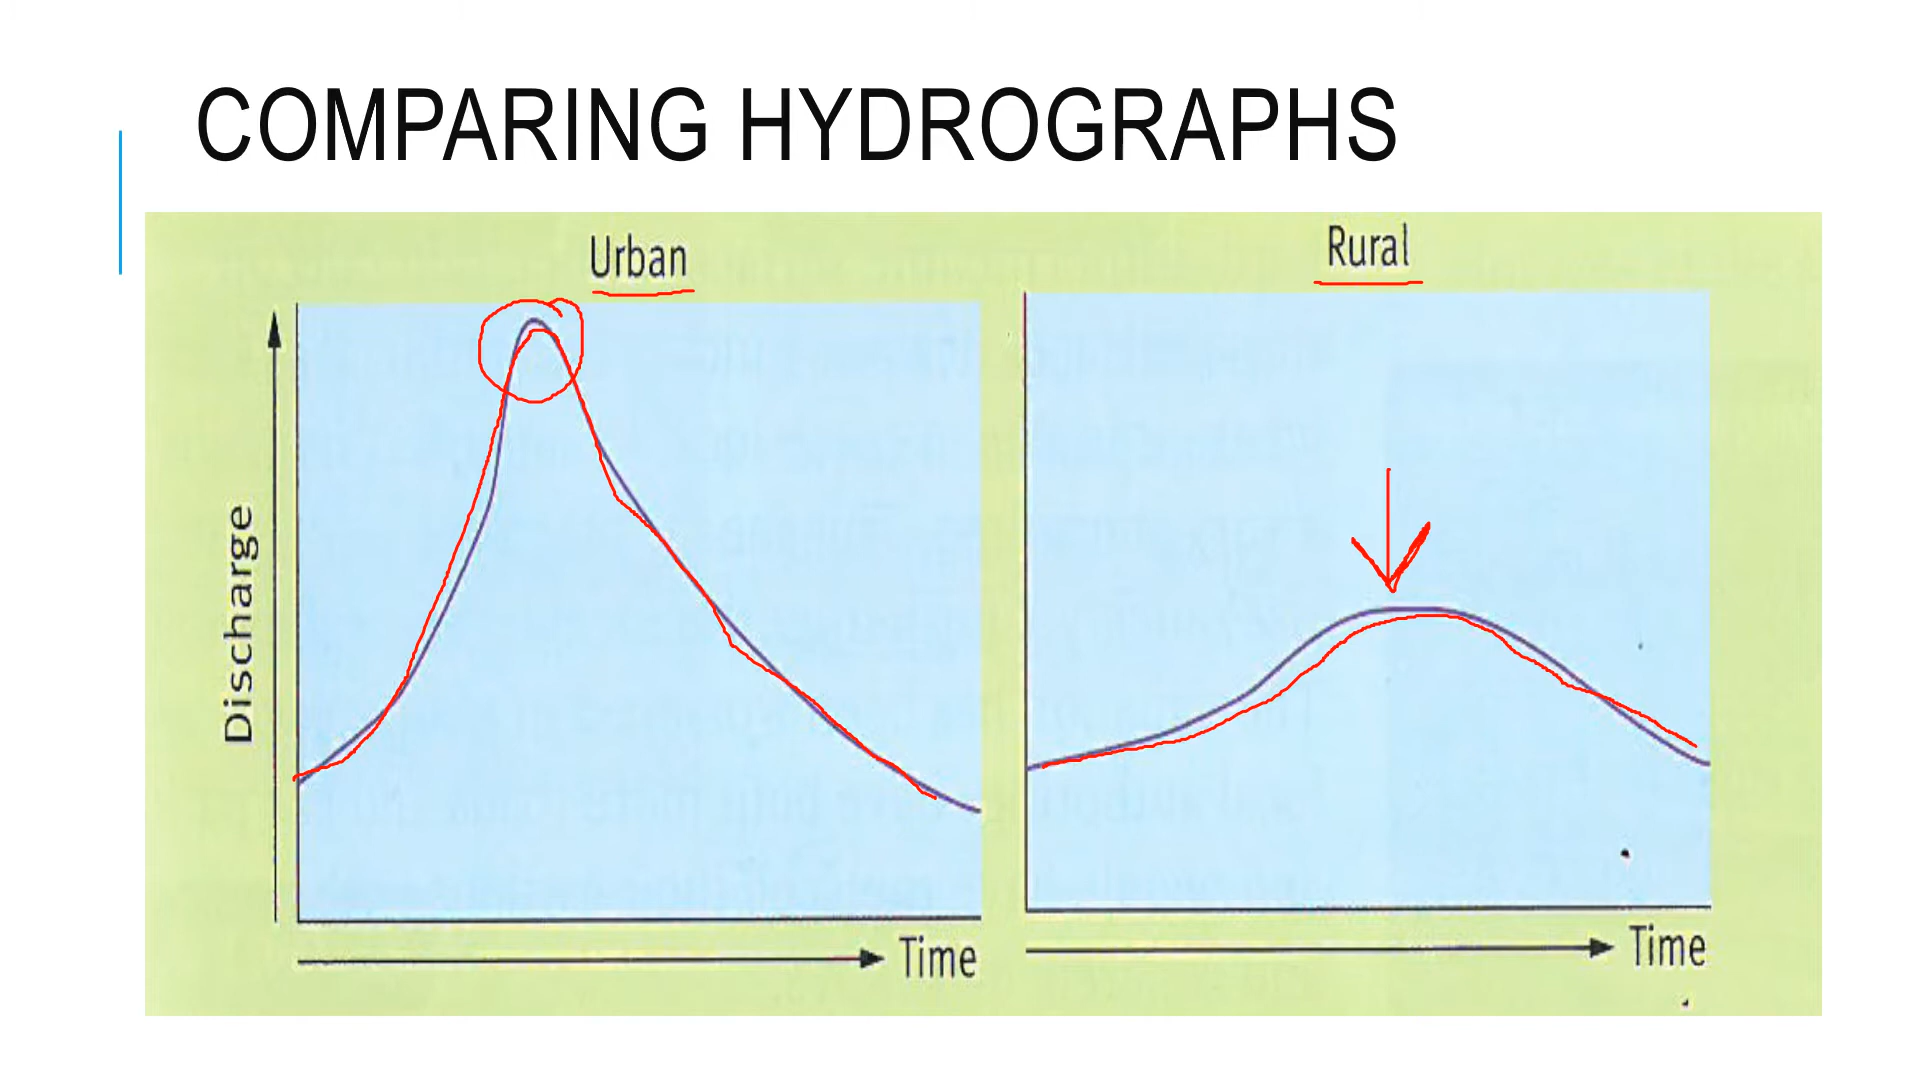 COMPARING HYDROGRAPHS
Urban
Rural
Discharge
Time
Time